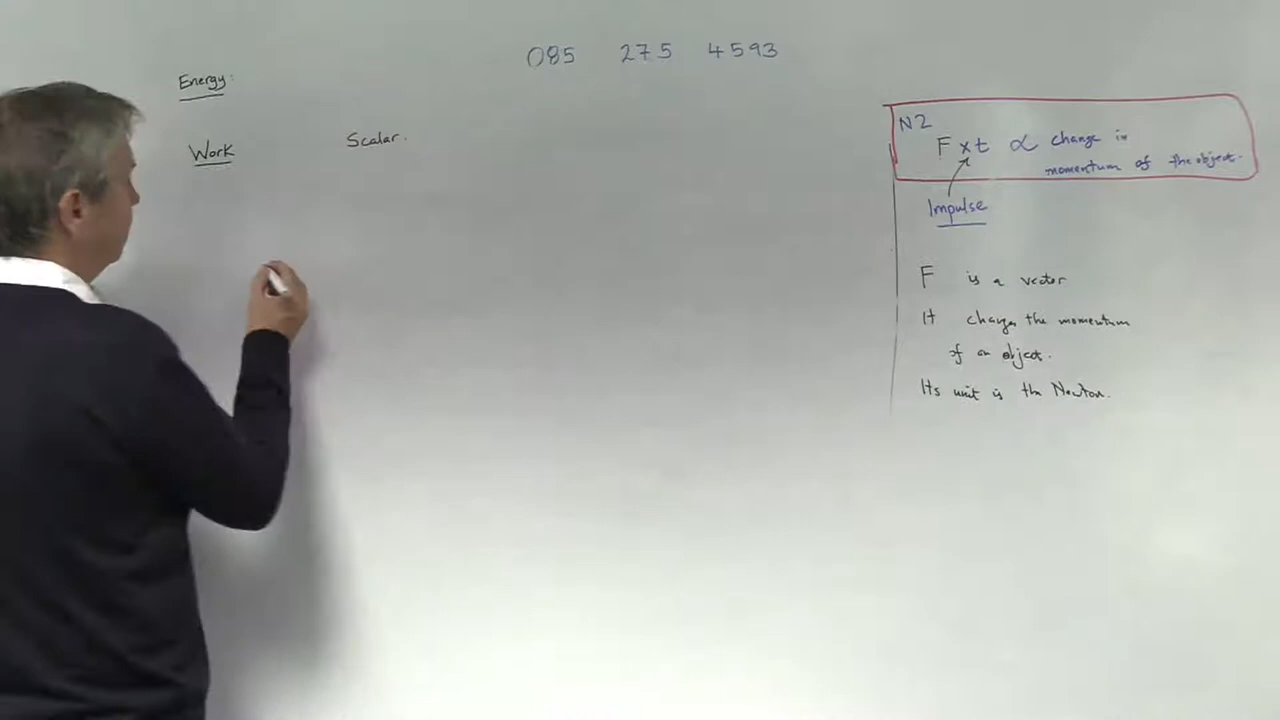 085 275 4593
Energy:
Work Scalar.
N2
F x t ∝ change in
momentum of the object.
Impulse
F is a vector
It changes the momentum
of an object.
Its unit is the Newton.